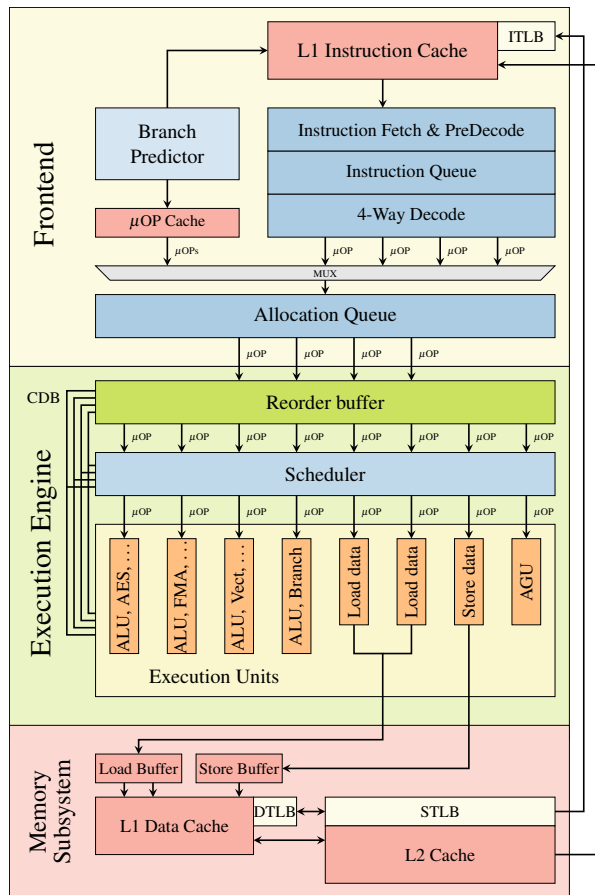 L1 Instruction Cache
ITLB
Branch
Predictor
Instruction Fetch & PreDecode
Instruction Queue
4-Way Decode
μOP Cache
μOPs
μOP
μOP
μOP
μOP
MUX
Allocation Queue
Frontend
μOP
μOP
μOP
μOP
CDB
Reorder buffer
μOP
μOP
μOP
μOP
μOP
μOP
μOP
μOP
Scheduler
μOP
μOP
μOP
μOP
μOP
μOP
μOP
μOP
ALU, AES, …
ALU, FMA, …
ALU, Vect, …
ALU, Branch
Load data
Load data
Store data
AGU
Execution Units
Execution Engine
Load Buffer
Store Buffer
L1 Data Cache
DTLB
STLB
L2 Cache
Memory
Subsystem